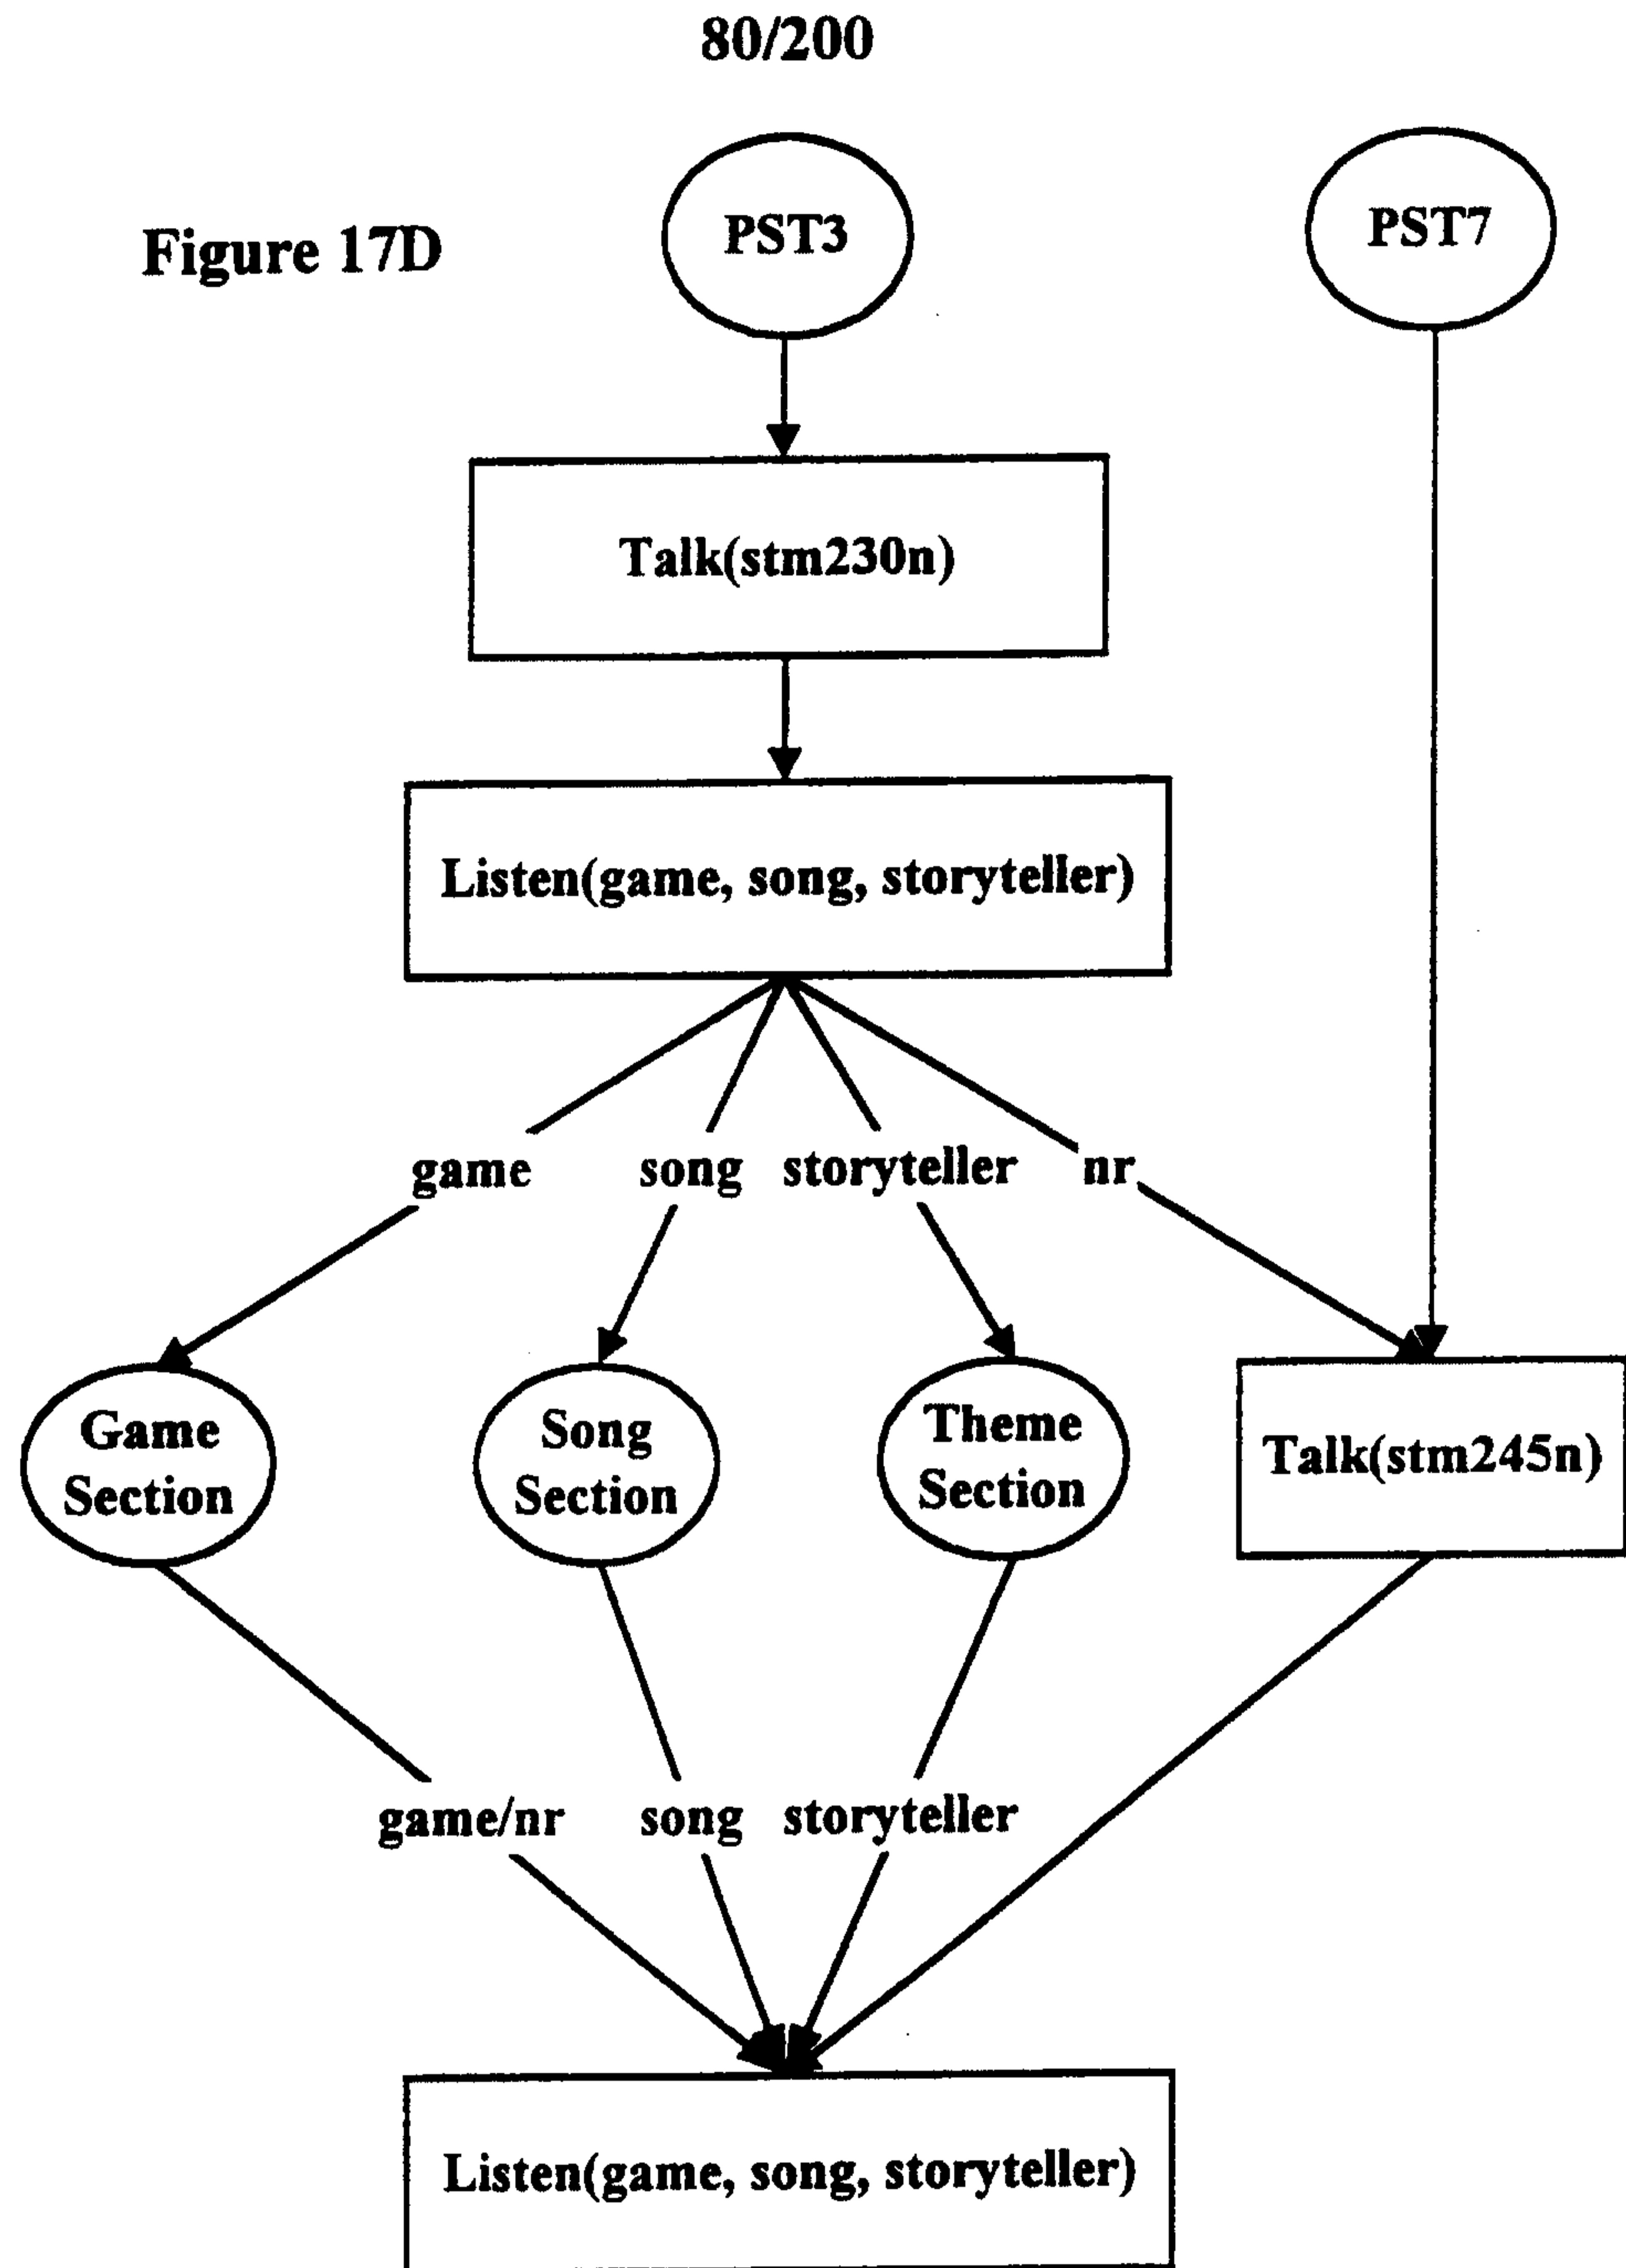 80/200
Figure 17D
PST3
PST7
Talk(stm230n)
Listen(game, song, storyteller)
game
song
storyteller
nr
Game
Section
Song
Section
Theme
Section
Talk(stm245n)
game/nr
song
storyteller
Listen(game, song, storyteller)